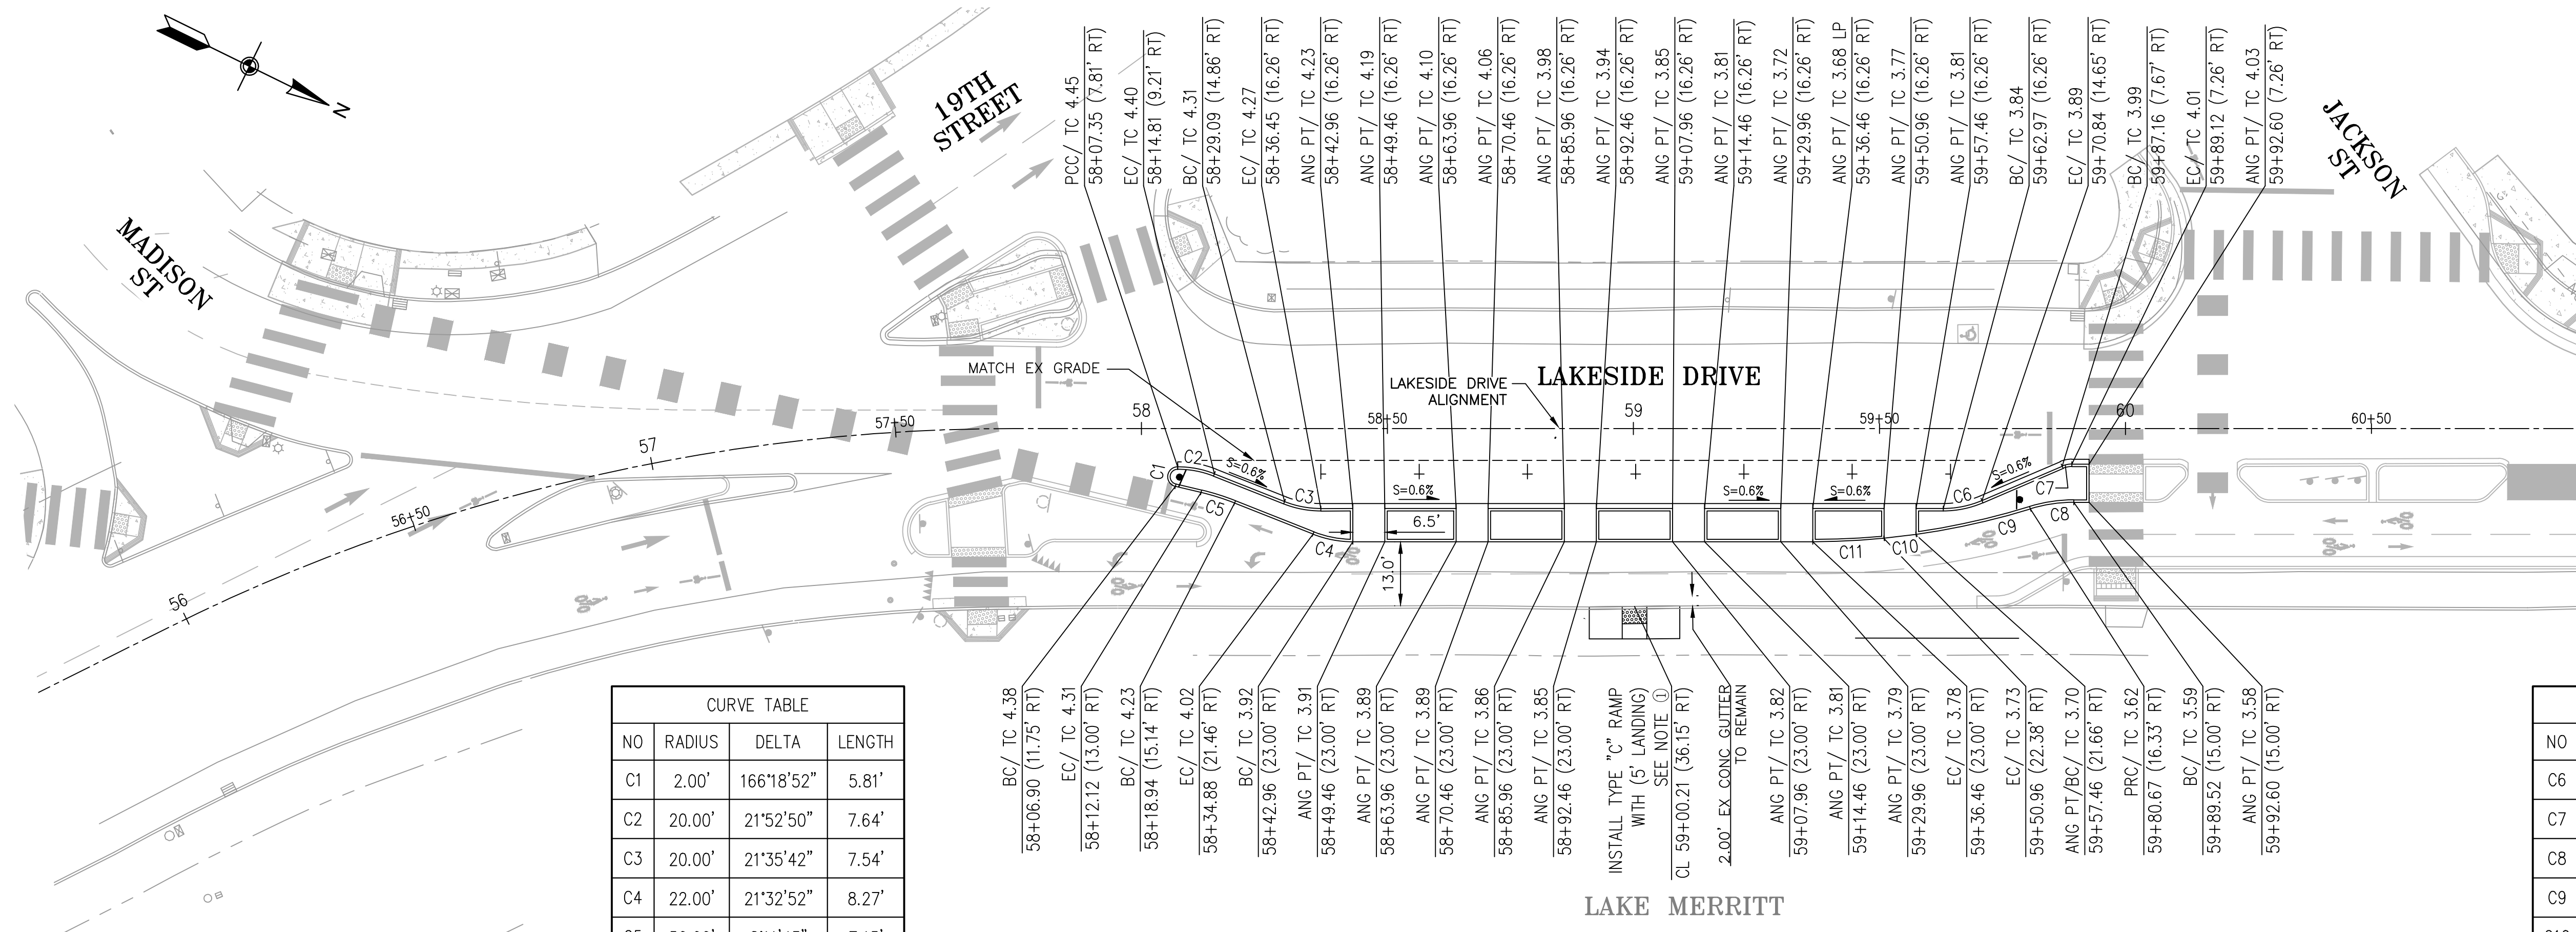 N
19TH
STREET
MADISON
ST
JACKSON
ST
PCC/ TC 4.45
58+07.35 (7.81' RT)
EC/ TC 4.40
58+14.81 (9.21' RT)
BC/ TC 4.31
58+29.09 (14.86' RT)
EC/ TC 4.27
58+36.45 (16.26' RT)
ANG PT/ TC 4.23
58+42.96 (16.26' RT)
ANG PT/ TC 4.19
58+49.46 (16.26' RT)
ANG PT/ TC 4.10
58+63.96 (16.26' RT)
ANG PT/ TC 4.06
58+70.46 (16.26' RT)
ANG PT/ TC 3.98
58+85.96 (16.26' RT)
ANG PT/ TC 3.94
58+92.46 (16.26' RT)
ANG PT/ TC 3.85
59+07.96 (16.26' RT)
ANG PT/ TC 3.81
59+14.46 (16.26' RT)
ANG PT/ TC 3.72
59+29.96 (16.26' RT)
ANG PT/ TC 3.68 LP
59+36.46 (16.26' RT)
ANG PT/ TC 3.77
59+50.96 (16.26' RT)
ANG PT/ TC 3.81
59+57.46 (16.26' RT)
BC/ TC 3.84
59+62.97 (16.26' RT)
EC/ TC 3.89
59+70.84 (14.65' RT)
BC/ TC 3.99
59+87.16 (7.67' RT)
EC/ TC 4.01
59+89.12 (7.26' RT)
ANG PT/ TC 4.03
59+92.60 (7.26' RT)
MATCH EX GRADE
LAKESIDE DRIVE
ALIGNMENT
LAKESIDE DRIVE
56
56+50
57
57+50
58
58+50
59
59+50
60
60+50
C1
C2
S=0.6%
C3
C5
C4
S=0.6%
6.5'
13.0'
S=0.6%
S=0.6%
C11
C10
C6
S=0.6%
C7
C9
C8
BC/ TC 4.38
58+06.90 (11.75' RT)
EC/ TC 4.31
58+12.12 (13.00' RT)
BC/ TC 4.23
58+18.94 (15.14' RT)
EC/ TC 4.02
58+34.88 (21.46' RT)
BC/ TC 3.92
58+42.96 (23.00' RT)
ANG PT/ TC 3.91
58+49.46 (23.00' RT)
ANG PT/ TC 3.89
58+63.96 (23.00' RT)
ANG PT/ TC 3.89
58+70.46 (23.00' RT)
ANG PT/ TC 3.86
58+85.96 (23.00' RT)
ANG PT/ TC 3.85
58+92.46 (23.00' RT)
INSTALL TYPE "C" RAMP
WITH (5' LANDING)
SEE NOTE ①
CL 59+00.21 (36.15' RT)
2.00' EX CONC GUTTER
TO REMAIN
ANG PT/ TC 3.82
59+07.96 (23.00' RT)
ANG PT/ TC 3.81
59+14.46 (23.00' RT)
ANG PT/ TC 3.79
59+29.96 (23.00' RT)
EC/ TC 3.78
59+36.46 (23.00' RT)
EC/ TC 3.73
59+50.96 (22.38' RT)
ANG PT/BC/ TC 3.70
59+57.46 (21.66' RT)
PRC/ TC 3.62
59+80.67 (16.33' RT)
BC/ TC 3.59
59+89.52 (15.00' RT)
ANG PT/ TC 3.58
59+92.60 (15.00' RT)
LAKE MERRITT
CURVE TABLE
NO RADIUS DELTA LENGTH
C1 2.00' 166°18'52" 5.81'
C2 20.00' 21°52'50" 7.64'
C3 20.00' 21°35'42" 7.54'
C4 22.00' 21°32'52" 8.27'
NO
C6
C7
C8
C9